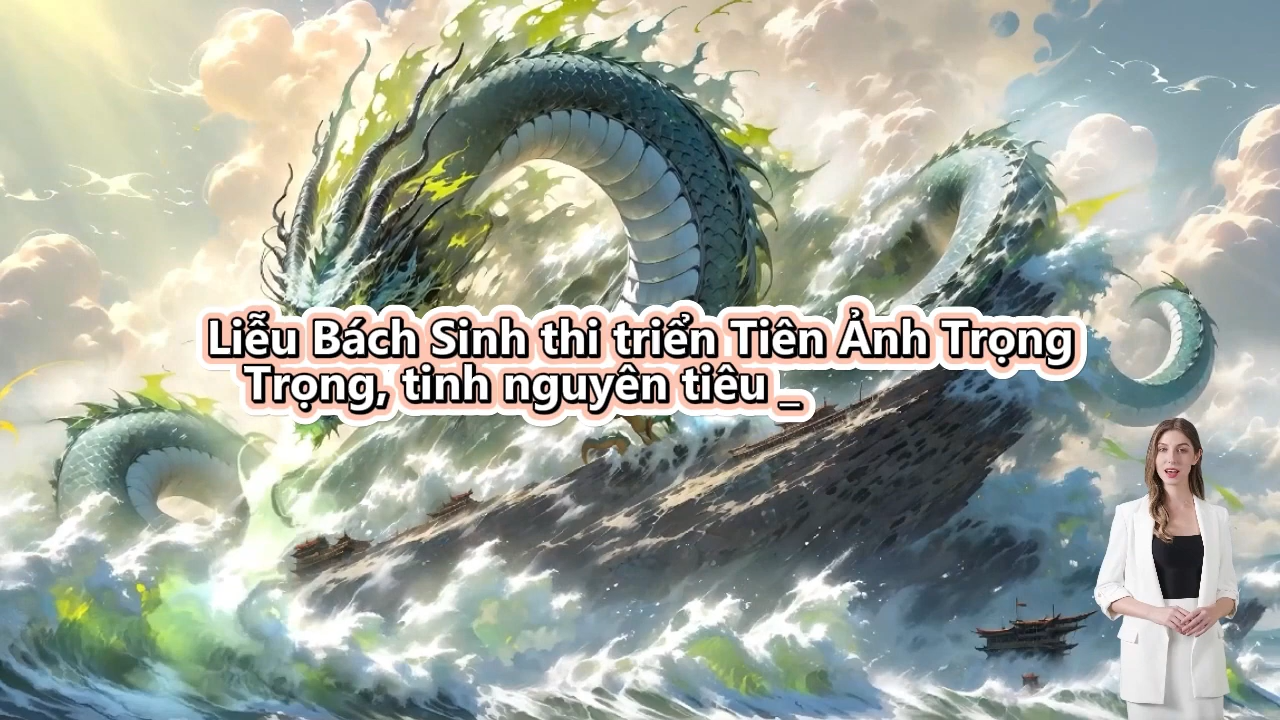 Liễu Bách Sinh thi triển Tiên Ảnh Trọng
Trọng, tinh nguyên tiêu _